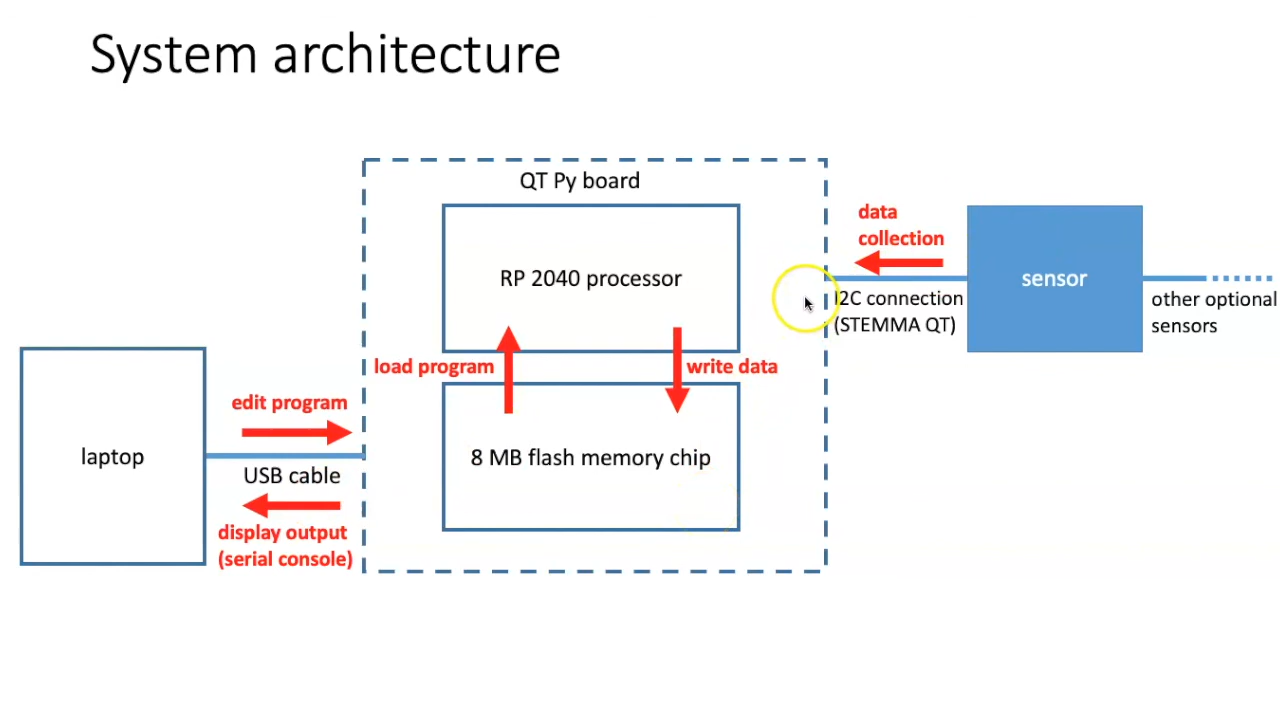 System architecture
QT Py board
RP 2040 processor
load program
write data
8 MB flash memory chip
laptop
edit program
USB cable
display output
(serial console)
data
collection
I2C connection
(STEMMA QT)
sensor
other optional
sensors